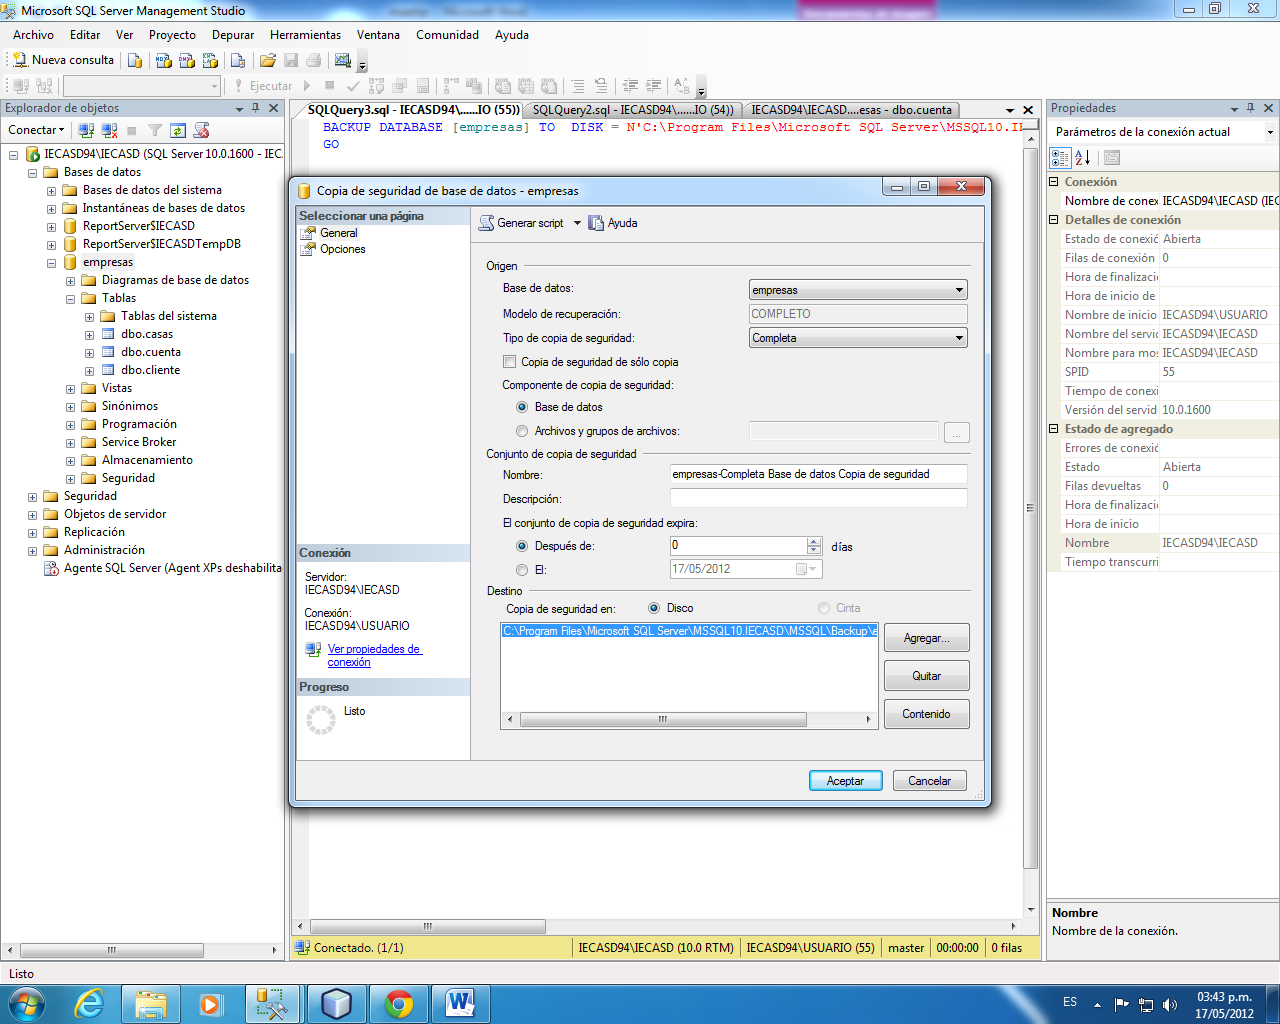 Microsoft SQL Server Management Studio
Archivo Editar Ver Proyecto Depurar Herramientas Ventana Comunidad Ayuda
Nueva consulta
Ejecutar
Explorador de objetos
Conectar
IECASD94\IECASD (SQL Server 10.0.1600 - IEC
Bases de datos
Bases de datos del sistema
Instantáneas de bases de datos
ReportServer$IECASD
ReportServer$IECASDTempDB
empresas
Diagramas de base de datos
Tablas
Tablas del sistema
dbo.casas
dbo.cuenta
dbo.cliente
Vistas
Sinónimos
Programación
Service Broker
Almacenamiento
Seguridad
Seguridad
Objetos de servidor
Replicación
Administración
Agente SQL Server (Agent XPs deshabilita
SQLQuery3.sql - IECASD94\......IO (55)) SQLQuery2.sql - IECASD94\......IO (54)) IECASD94\IECASD....esas - dbo.cuenta
BACKUP DATABASE [empresas] TO DISK = N'C:\Program Files\Microsoft SQL Server\MSSQL10.IE
GO
Copia de seguridad de base de datos - empresas
Seleccionar una página
General
Opciones
Generar script Ayuda
Origen
Base de datos: empresas
Modelo de recuperación: COMPLETO
Tipo de copia de seguridad: Completa
Copia de seguridad de sólo copia
Componente de copia de seguridad:
Base de datos
Archivos y grupos de archivos: ...
Conjunto de copia de seguridad
Nombre: empresas-Completa Base de datos Copia de seguridad
Descripción:
El conjunto de copia de seguridad expira:
Después de: 0 días
El: 17/05/2012
Destino
Copia de seguridad en: Disco Cinta
C:\Program Files\Microsoft SQL Server\MSSQL10.IECASD\MSSQL\Backup\e
Agregar...
Quitar
Contenido
Conexión
Servidor:
IECASD94\IECASD
Conexión:
IECASD94\USUARIO
Ver propiedades de
conexión
Progreso
Listo
Aceptar Cancelar
Conectado. (1/1) IECASD94\IECASD (10.0 RTM) IECASD94\USUARIO (55) master 00:00:00 0 filas
Propiedades
Parámetros de la conexión actual
Conexión
Nombre de conex IECASD94\IECASD (IEC
Detalles de conexión
Estado de conexió Abierta
Filas de conexión 0
Hora de finalizació
Hora de inicio de
Nombre de inicio IECASD94\USUARIO
Nombre del servic IECASD94\IECASD
Nombre para mos IECASD94\IECASD
SPID 55
Tiempo de conexi
Versión del servid 10.0.1600
Estado de agregado
Errores de conexió
Estado Abierta
Filas devueltas 0
Hora de finalizació
Hora de inicio
Nombre IECASD94\IECASD
Tiempo transcurri
Nombre
Nombre de la conexión.
Listo
ES 03:43 p.m.
17/05/2012